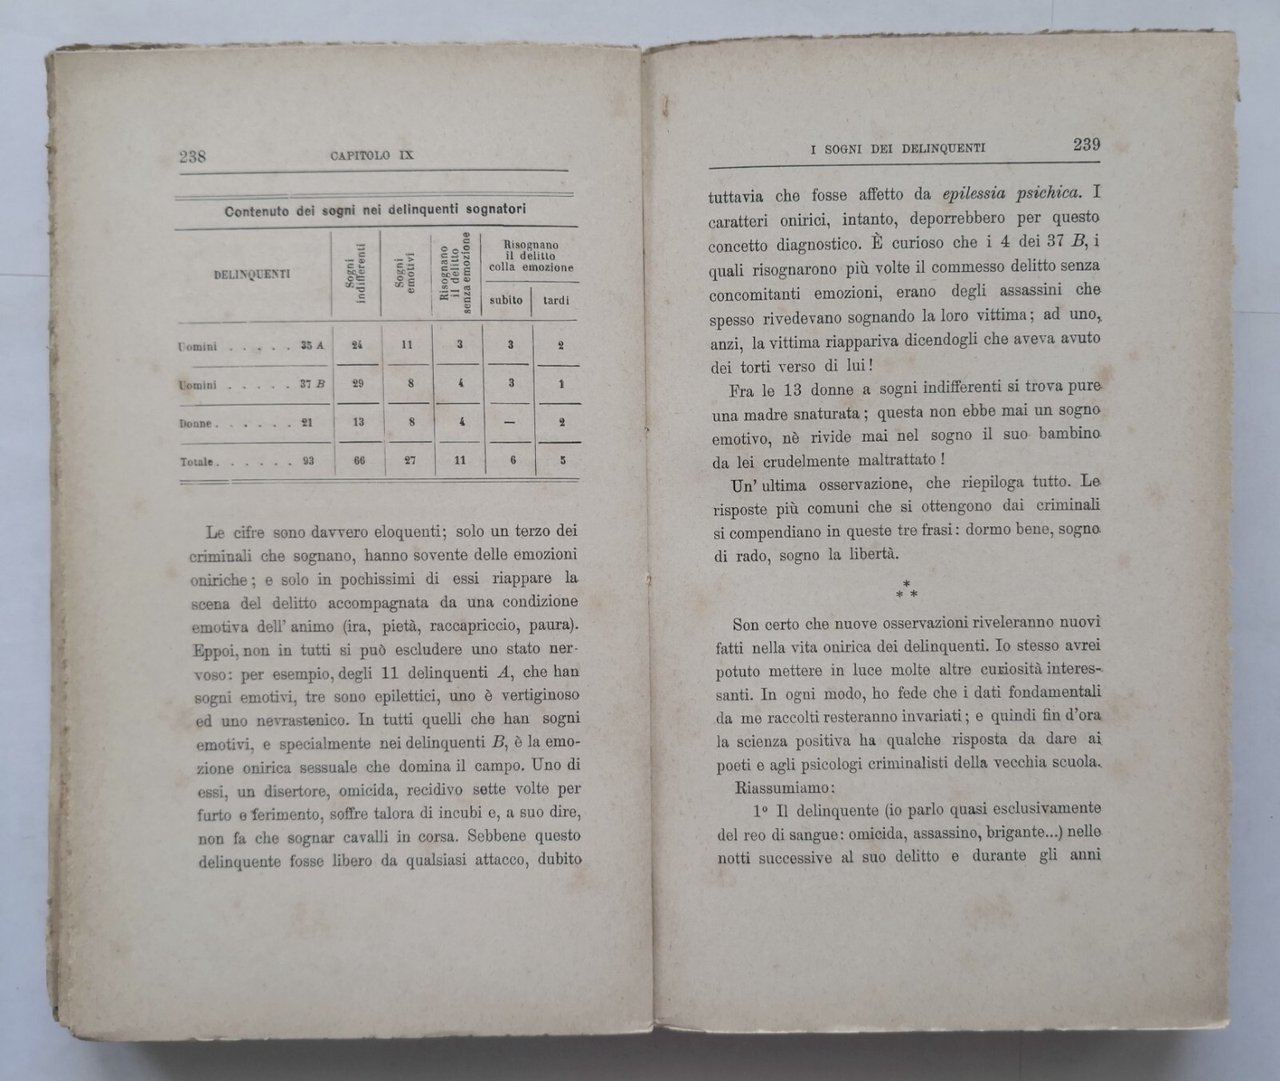 238 CAPITOLO IX
Contenuto dei sogni nei delinquenti sognatori
DELINQUENTI
Sogni
indifferenti
Sogni
emotivi
Risognano
il delitto
senza emozione
Risognano
il delitto
colla emozione
subito tardi
Uomini . . . . . 35 A 24 11 3 3 2
Uomini . . . . . 37 B 29 8 4 3 1
Donne . . . . . . 21 13 8 4 — 2
Totale . . . . . . 93 66 27 11 6 5
Le cifre sono davvero eloquenti; solo un terzo dei
criminali che sognano, hanno sovente delle emozioni
oniriche; e solo in pochissimi di essi riappare la
scena del delitto accompagnata da una condizione
emotiva dell' animo (ira, pietà, raccapriccio, paura).
Eppoi, non in tutti si può escludere uno stato ner-
voso: per esempio, degli 11 delinquenti A, che han
sogni emotivi, tre sono epilettici, uno è vertiginoso
ed uno nevrastenico. In tutti quelli che han sogni
emotivi, e specialmente nei delinquenti B, è la emo-
zione onirica sessuale che domina il campo. Uno di
essi, un disertore, omicida, recidivo sette volte per
furto e ferimento, soffre talora di incubi e, a suo dire,
non fa che sognar cavalli in corsa. Sebbene questo
delinquente fosse libero da qualsiasi attacco, dubito
I SOGNI DEI DELINQUENTI 239
tuttavia che fosse affetto da epilessia psichica. I
caratteri onirici, intanto, deporrebbero per questo
concetto diagnostico. È curioso che i 4 dei 37 B, i
quali risognarono più volte il commesso delitto senza
concomitanti emozioni, erano degli assassini che
spesso rivedevano sognando la loro vittima; ad uno,
anzi, la vittima riappariva dicendogli che aveva avuto
dei torti verso di lui!
Fra le 13 donne a sogni indifferenti si trova pure
una madre snaturata; questa non ebbe mai un sogno
emotivo, nè rivide mai nel sogno il suo bambino
da lei crudelmente maltrattato!
Un' ultima osservazione, che riepiloga tutto. Le
risposte più comuni che si ottengono dai criminali
si compendiano in queste tre frasi: dormo bene, sogno
di rado, sogno la libertà.
*
* *
Son certo che nuove osservazioni riveleranno nuovi
fatti nella vita onirica dei delinquenti. Io stesso avrei
potuto mettere in luce molte altre curiosità interes-
santi. In ogni modo, ho fede che i dati fondamentali
da me raccolti resteranno invariati; e quindi fin d'ora
la scienza positiva ha qualche risposta da dare ai
poeti e agli psicologi criminalisti della vecchia scuola.
Riassumiamo:
1º Il delinquente (io parlo quasi esclusivamente
del reo di sangue: omicida, assassino, brigante...) nelle
notti successive al suo delitto e durante gli anni